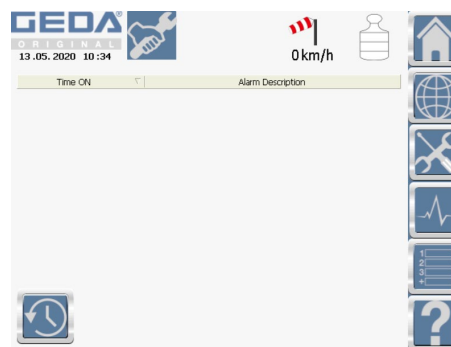 GEDA®
ORIGINAL
13.05.2020 10:34
0km/h
Time ON
Alarm Description
1
2
3
+
?